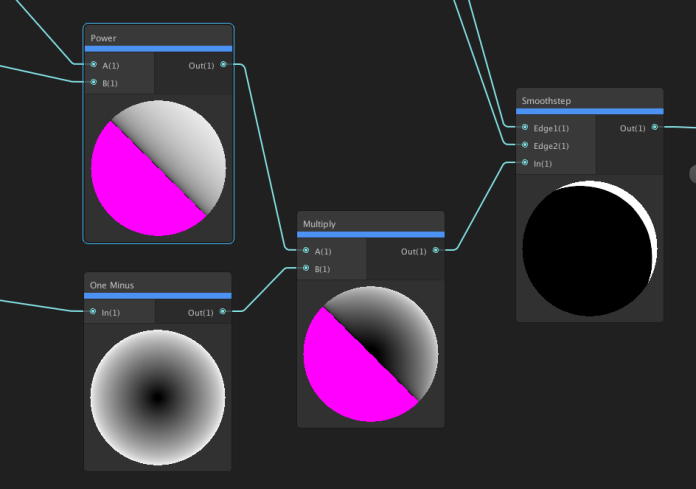 Power
A(1) Out(1)
B(1)
Smoothstep
Edge1(1) Out(1)
Edge2(1)
In(1)
Multiply
A(1) Out(1)
B(1)
One Minus
In(1) Out(1)